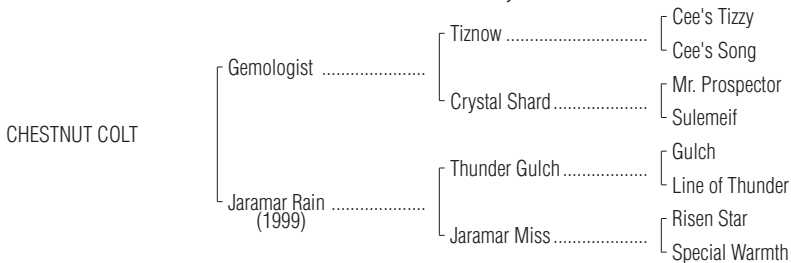 Cee's Tizzy
Tiznow ..............................
Cee's Song
Gemologist ......................
Mr. Prospector
Crystal Shard....................
Sulemeif
CHESTNUT COLT
Gulch
Thunder Gulch..................
Line of Thunder
Jaramar Rain ....................
(1999)
Risen Star
Jaramar Miss....................
Special Warmth